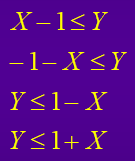 X – 1 ≤ Y
– 1 – X ≤ Y
Y ≤ 1 – X
Y ≤ 1 + X